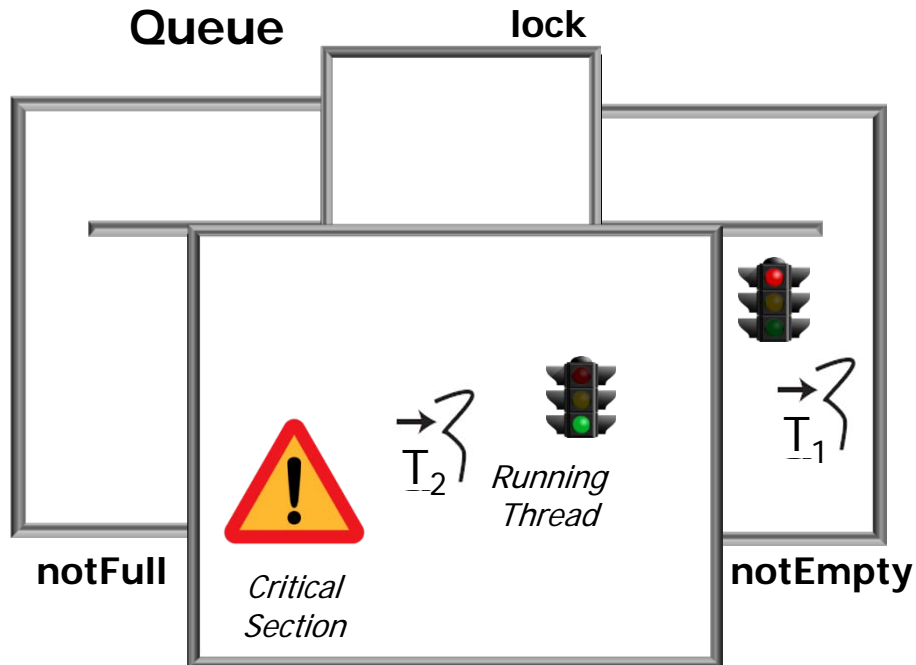 Queue
lock
T2
Running
Thread
T1
notFull
notEmpty
Critical
Section